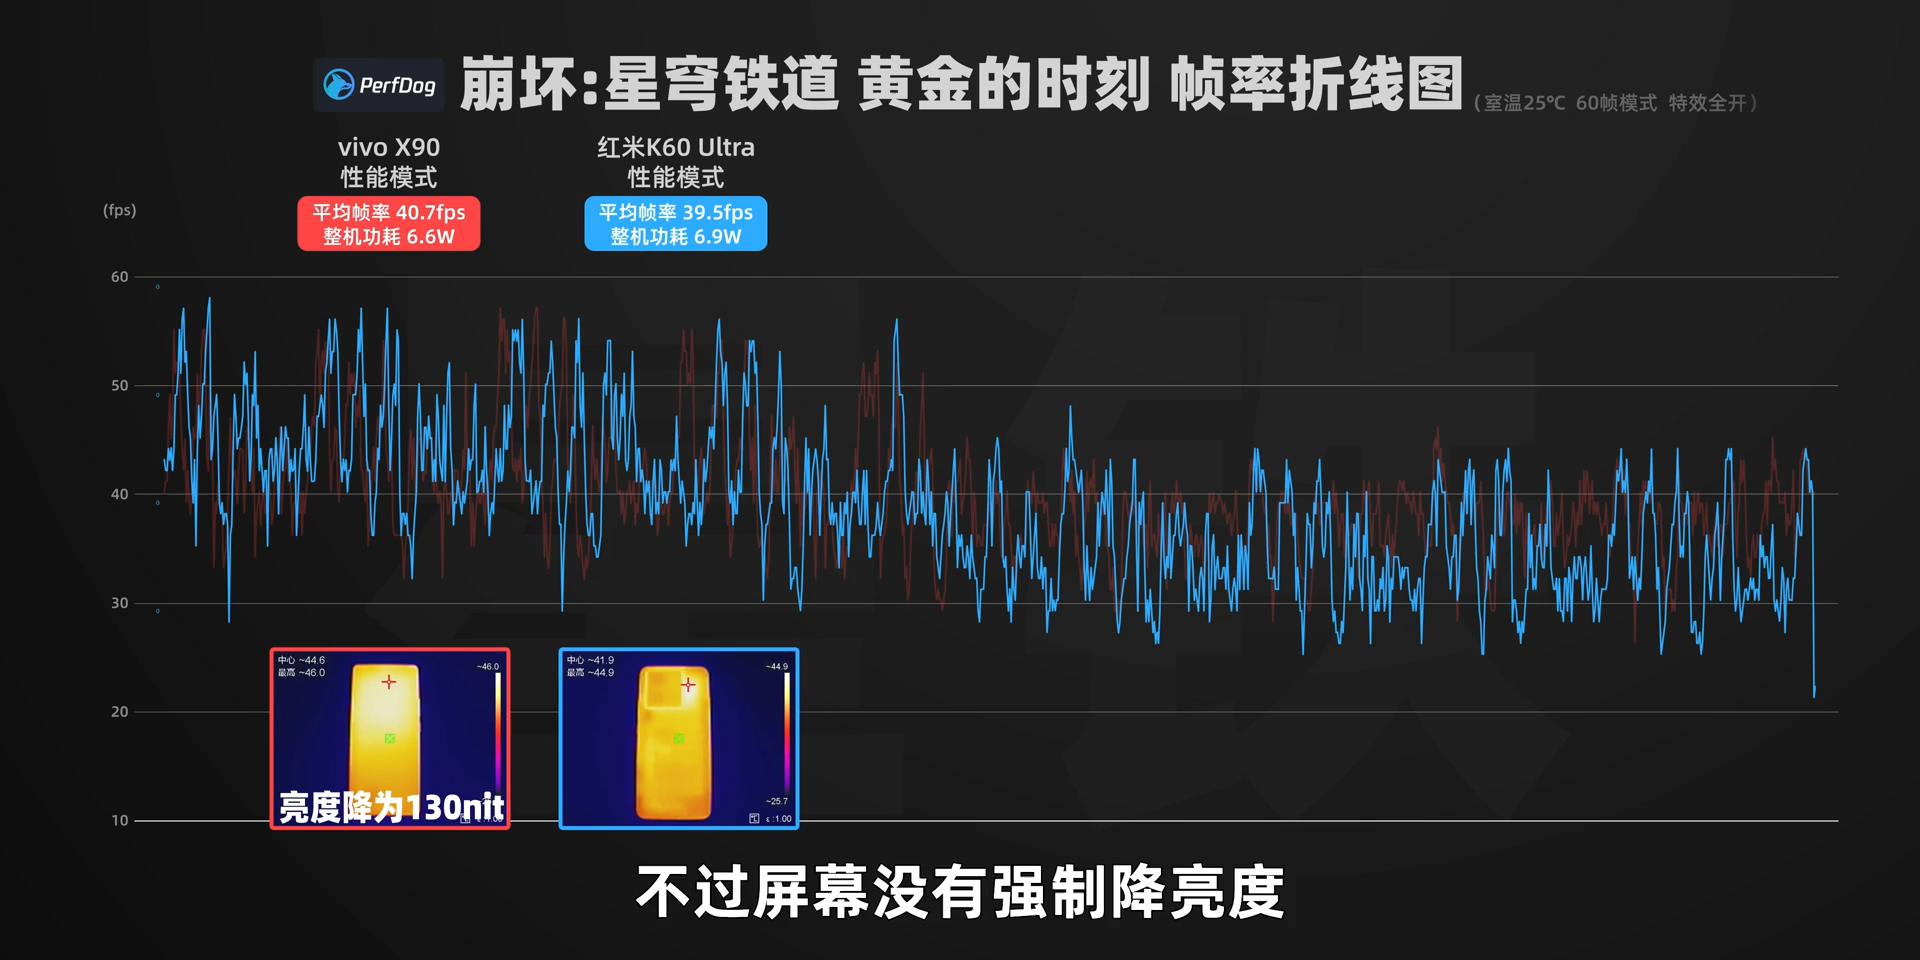 PerfDog 崩坏:星穹铁道 黄金的时刻 帧率折线图 (室温25℃ 60帧模式 特效全开)
vivo X90
性能模式
平均帧率 40.7fps
整机功耗 6.6W
红米K60 Ultra
性能模式
平均帧率 39.5fps
整机功耗 6.9W
(fps)
60
50
40
30
20
10
中心 ~44.6
最高 ~46.0
~46.0
亮度降为130nit
中心 ~41.9
最高 ~44.9
~44.9
~25.7
℃ ε:1.00
不过屏幕没有强制降亮度